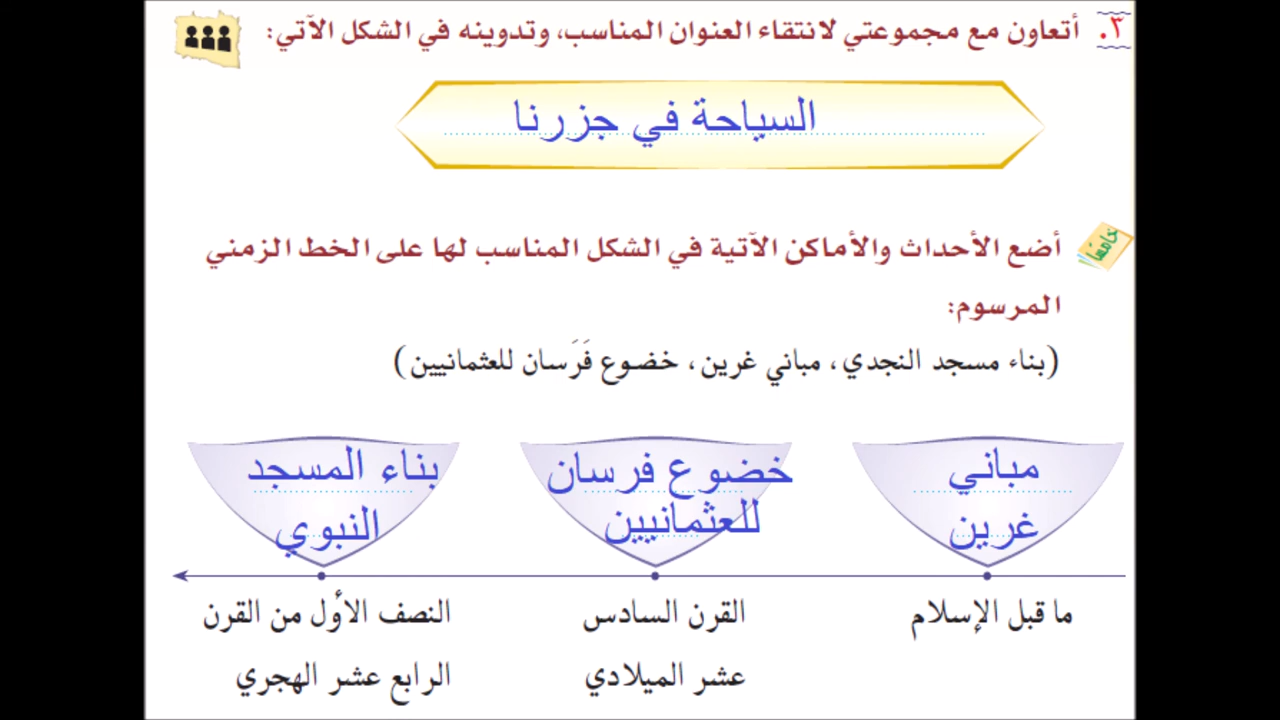 ٣. أتعاون مع مجموعتي لانتقاء العنوان المناسب، وتدوينه في الشكل الآتي:
السياحة في جزرنا
خامسًا أضع الأحداث والأماكن الآتية في الشكل المناسب لها على الخط الزمني
المرسوم:
(بناء مسجد النجدي، مباني غرين، خضوع فَرَسان للعثمانيين)
مباني
غرين
خضوع فرسان
للعثمانيين
بناء المسجد
النبوي
ما قبل الإسلام
القرن السادس
عشر الميلادي
النصف الأول من القرن
الرابع عشر الهجري